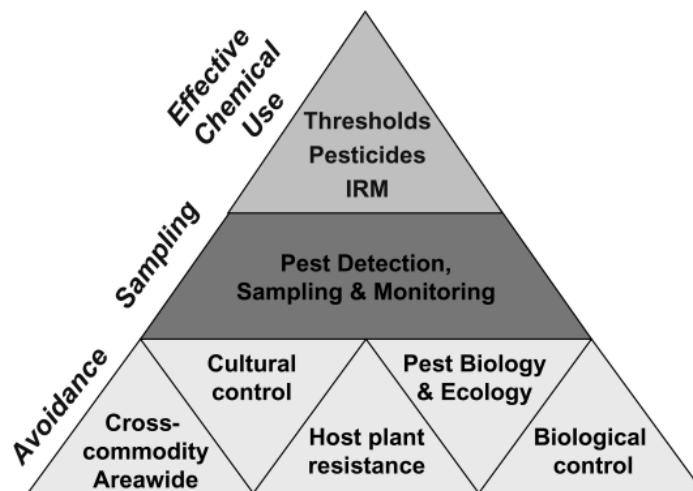 Effective
Chemical
Use
Thresholds
Pesticides
IRM
Sampling
Pest Detection,
Sampling & Monitoring
Avoidance
Cultural
control
Pest Biology
& Ecology
Cross-
commodity
Areawide
Host plant
resistance
Biological
control